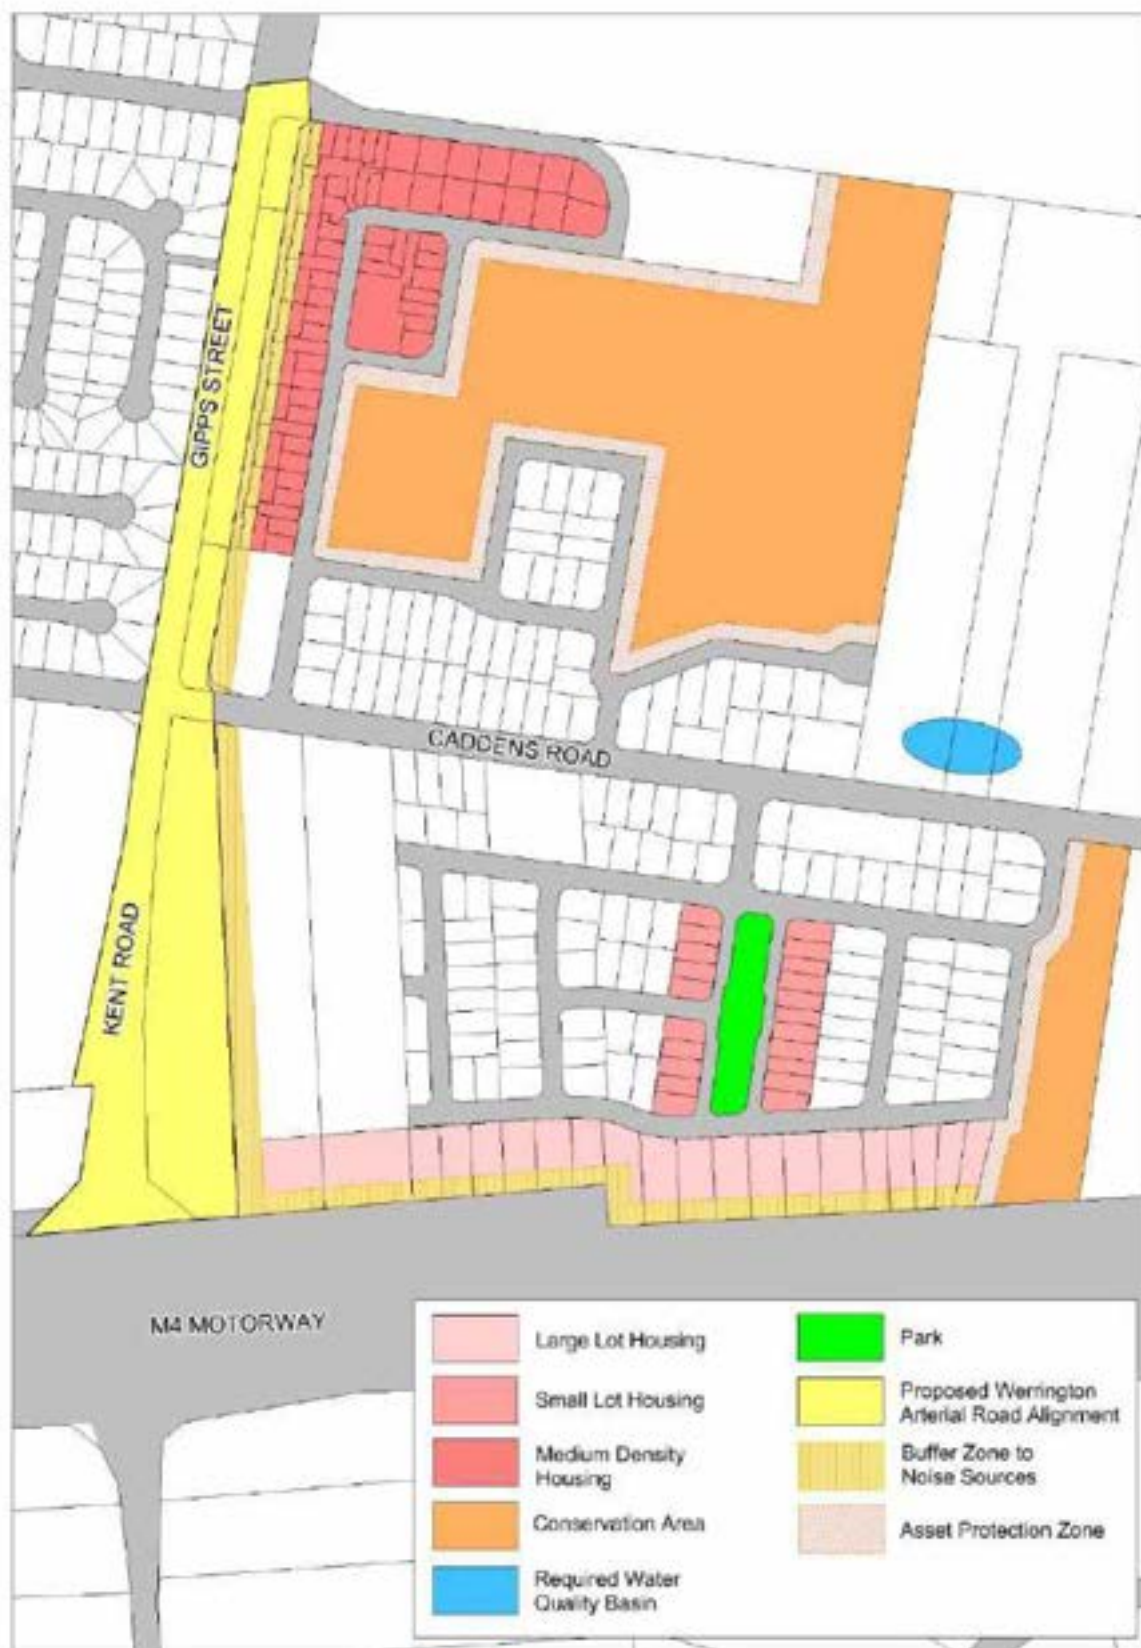 GIPPS STREET
CADDENS ROAD
KENT ROAD
M4 MOTORWAY
Large Lot Housing
Small Lot Housing
Medium Density
Housing
Conservation Area
Required Water
Quality Basin
Park
Proposed Werrington
Arterial Road Alignment
Buffer Zone to
Noise Sources
Asset Protection Zone